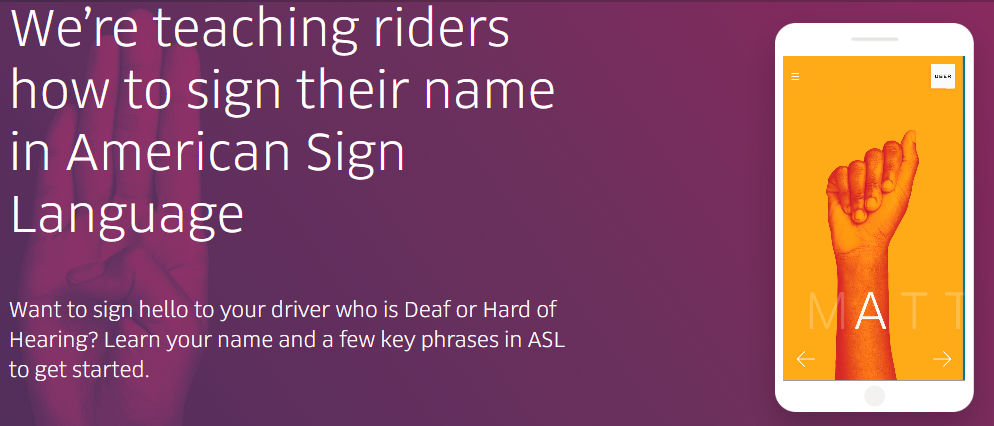 We're teaching riders
how to sign their name
in American Sign
Language
Want to sign hello to your driver who is Deaf or Hard of
Hearing? Learn your name and a few key phrases in ASL
to get started.
UBER
MATT